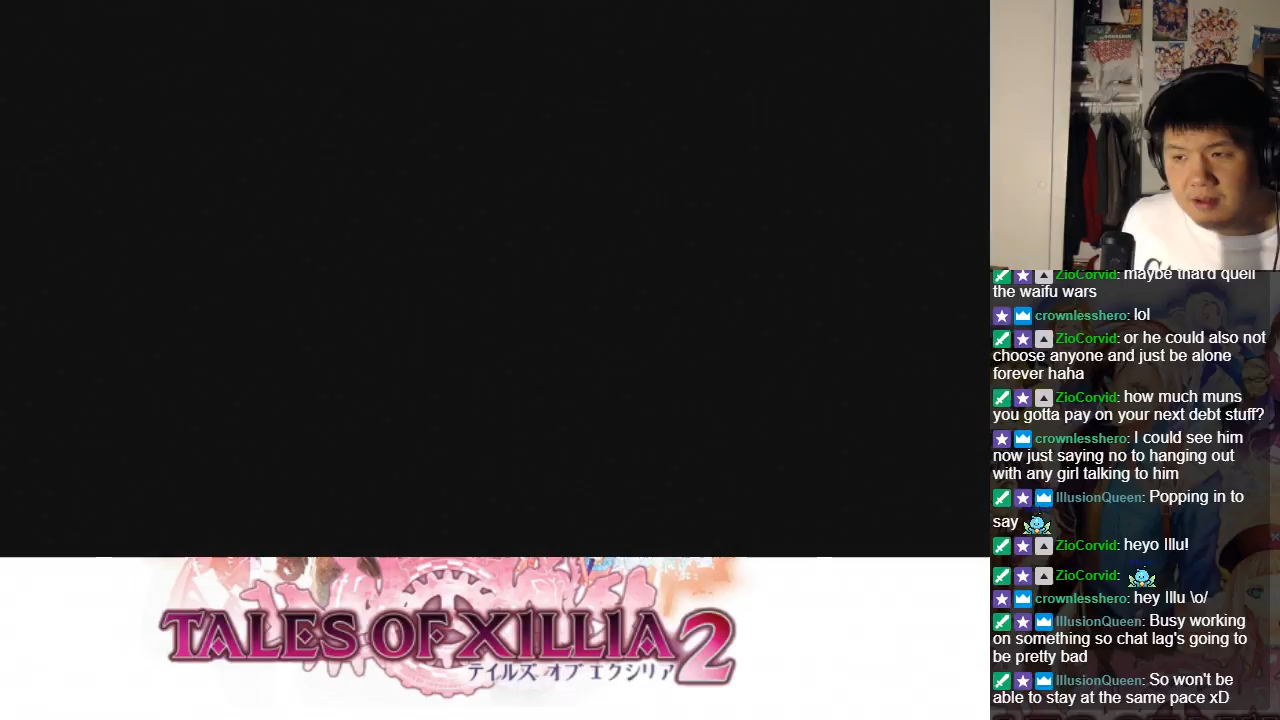 ZioCorvid: maybe that'd quell
the waifu wars
crownlesshero: lol
ZioCorvid: or he could also not
choose anyone and just be alone
forever haha
ZioCorvid: how much muns
you gotta pay on your next debt stuff?
crownlesshero: I could see him
now just saying no to hanging out
with any girl talking to him
IllusionQueen: Popping in to
say
ZioCorvid: heyo Illu!
ZioCorvid:
crownlesshero: hey Illu \o/
IllusionQueen: Busy working
on something so chat lag's going to
be pretty bad
IllusionQueen: So won't be
able to stay at the same pace xD
TALES OF XILLIA 2
テイルズ オブ エクシリア